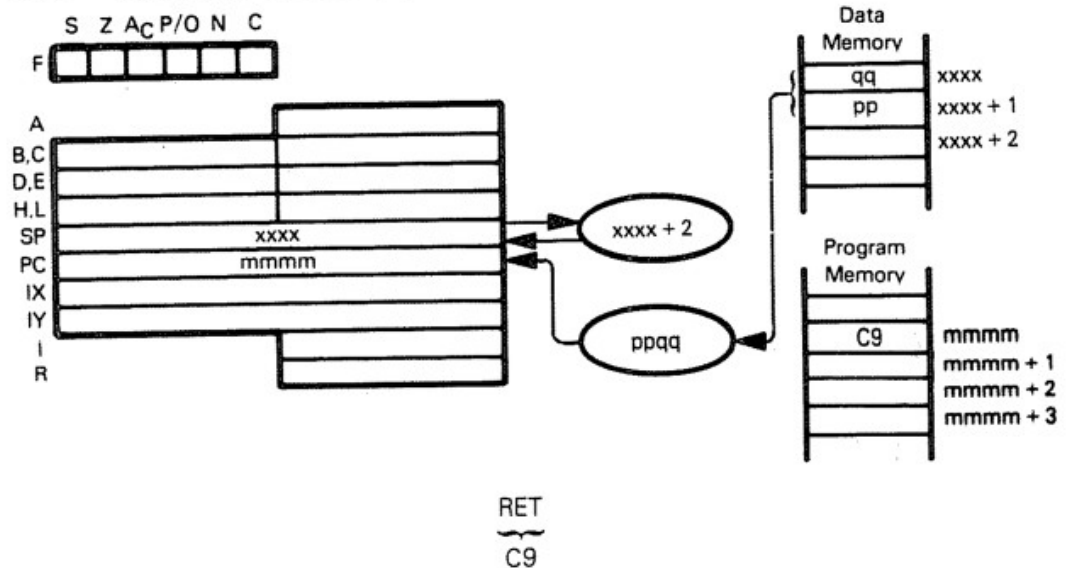 S Z AC P/O N C
F
A
B,C
D,E
H,L
SP xxxx
PC mmmm
IX
IY
I
R
xxxx + 2
ppqq
Data
Memory
qq xxxx
pp xxxx + 1
xxxx + 2
Program
Memory
C9 mmmm
mmmm + 1
mmmm + 2
mmmm + 3
RET
C9